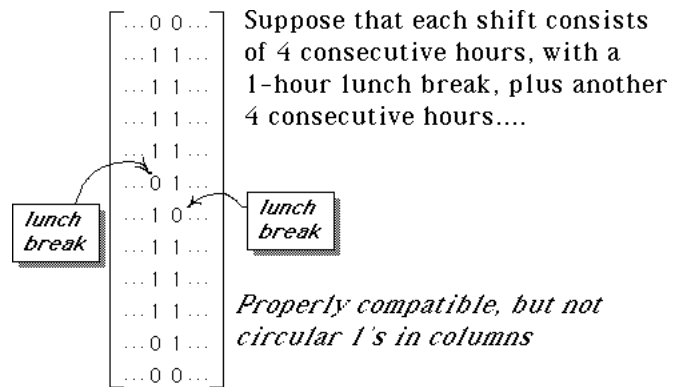 ...0 0...
...1 1...
...1 1...
...1 1...
...1 1...
...0 1...
...1 0...
...1 1...
...1 1...
...1 1...
...0 1...
...0 0...
Suppose that each shift consists
of 4 consecutive hours, with a
1-hour lunch break, plus another
4 consecutive hours....
lunch
break
lunch
break
Properly compatible, but not
circular 1's in columns